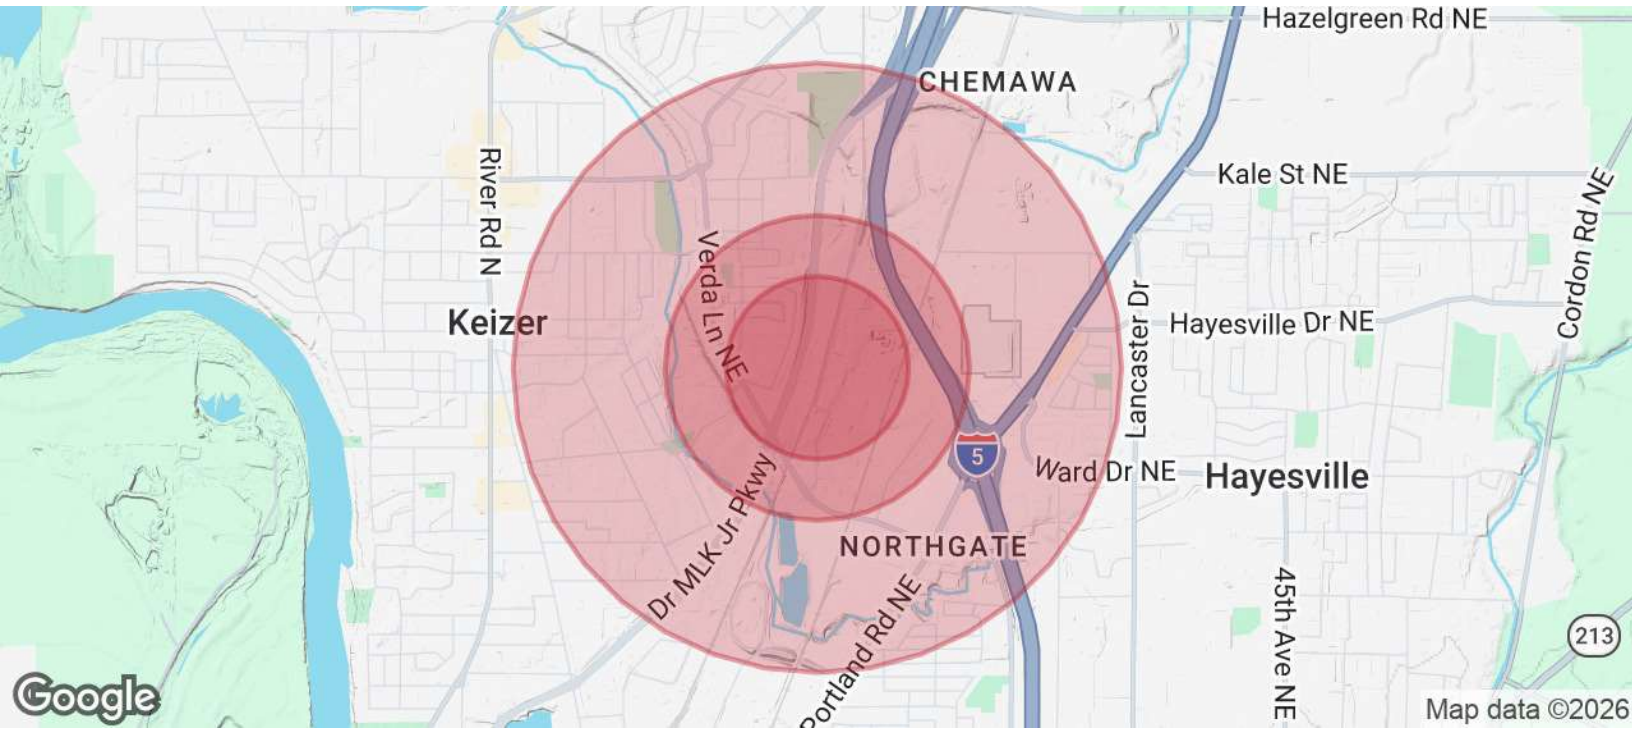 Hazelgreen Rd NE
CHEMAWA
River Rd N
Kale St NE
Cordon Rd NE
Verda Ln NE
Keizer
Lancaster Dr
Hayesville Dr NE
5
Ward Dr NE
Hayesville
Dr MLK Jr Pkwy
NORTHGATE
Portland Rd NE
45th Ave NE
213
Google
Map data ©2026